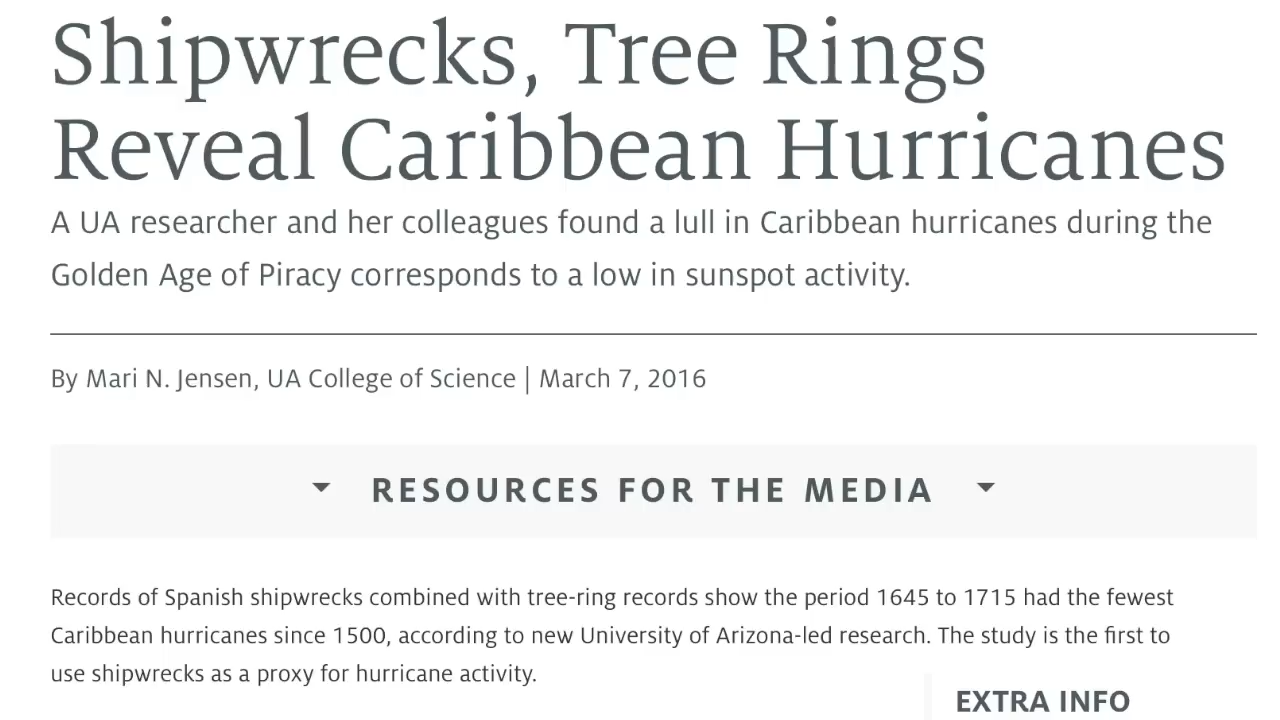 Shipwrecks, Tree Rings
Reveal Caribbean Hurricanes
A UA researcher and her colleagues found a lull in Caribbean hurricanes during the
Golden Age of Piracy corresponds to a low in sunspot activity.
By Mari N. Jensen, UA College of Science | March 7, 2016
RESOURCES FOR THE MEDIA
Records of Spanish shipwrecks combined with tree-ring records show the period 1645 to 1715 had the fewest
Caribbean hurricanes since 1500, according to new University of Arizona-led research. The study is the first to
use shipwrecks as a proxy for hurricane activity.
EXTRA INFO